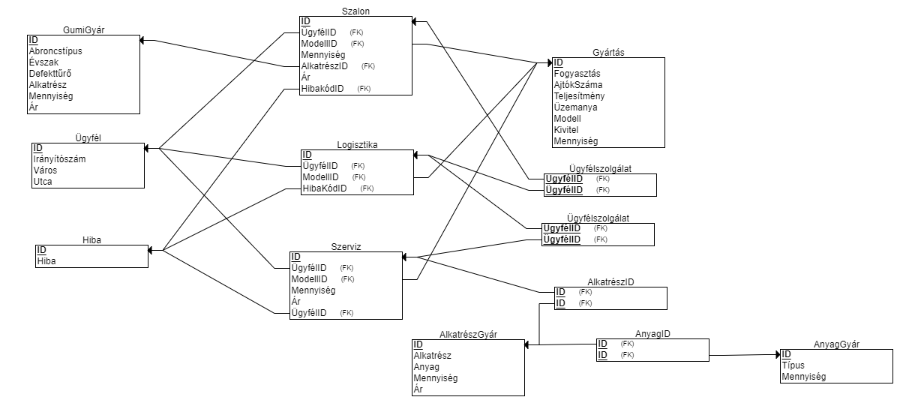 Szalon
ID
ÜgyfélID (FK)
ModellID (FK)
Mennyiség
AlkatrészID (FK)
Ár
HibakódID (FK)
GumiGyár
ID
Abroncstípus
Évszak
Defekttűrő
Alkatrész
Mennyiség
Ár
Gyártás
ID
Fogyasztás
AjtókSzáma
Teljesítmény
Üzemanya
Modell
Kivitel
Mennyiség
Ügyfél
ID
Irányítószám
Város
Utca
Logisztika
ID
ÜgyfélID (FK)
ModellID (FK)
HibaKódID (FK)
Ügyfélszolgálat
ÜgyfélID (FK)
ÜgyfélID (FK)
Ügyfélszolgálat
ÜgyfélID (FK)
ÜgyfélID (FK)
Hiba
ID
Hiba
Szerviz
ID
ÜgyfélID (FK)
ModellID (FK)
Mennyiség
Ár
ÜgyfélID (FK)
AlkatrészID
ID (FK)
ID (FK)
AlkatrészGyár
ID
Alkatrész
Anyag
Mennyiség
Ár
AnyagID
ID (FK)
ID (FK)
AnyagGyár
ID
Típus
Mennyiség